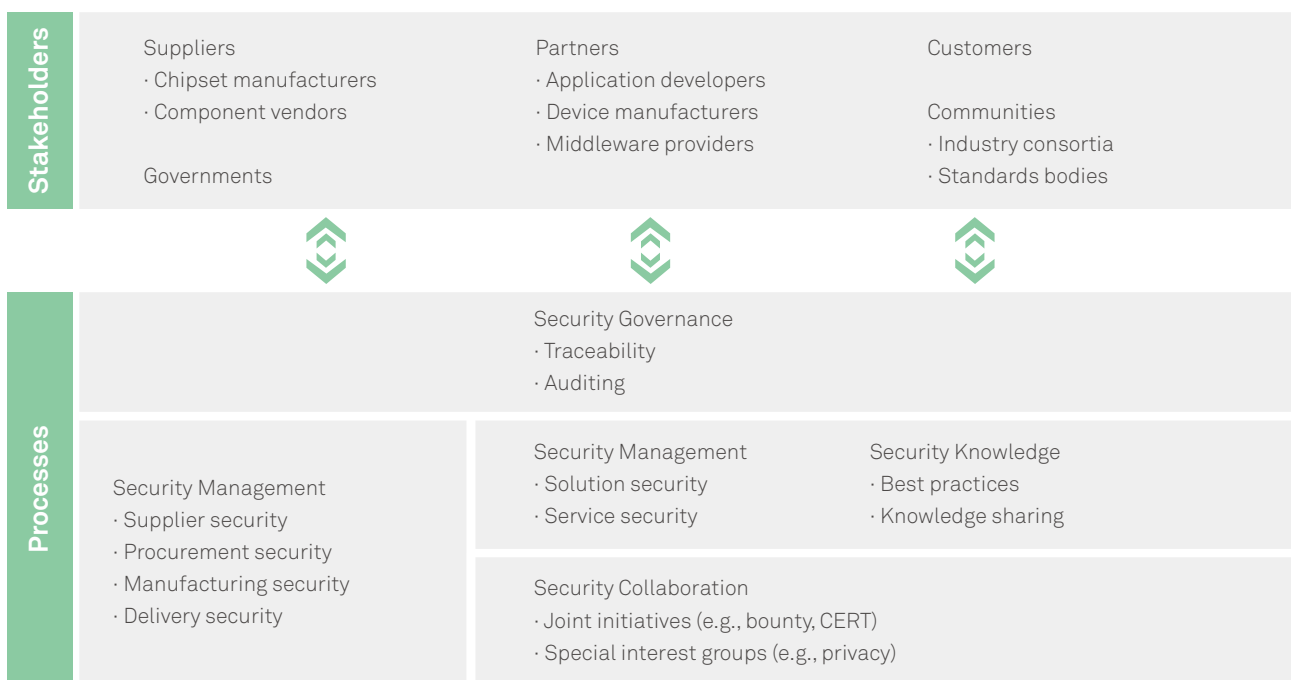 Stakeholders
Suppliers
· Chipset manufacturers
· Component vendors
Governments
Partners
· Application developers
· Device manufacturers
· Middleware providers
Customers
Communities
· Industry consortia
· Standards bodies
Processes
Security Governance
· Traceability
· Auditing
Security Management
· Supplier security
· Procurement security
· Manufacturing security
· Delivery security
Security Management
· Solution security
· Service security
Security Knowledge
· Best practices
· Knowledge sharing
Security Collaboration
· Joint initiatives (e.g., bounty, CERT)
· Special interest groups (e.g., privacy)